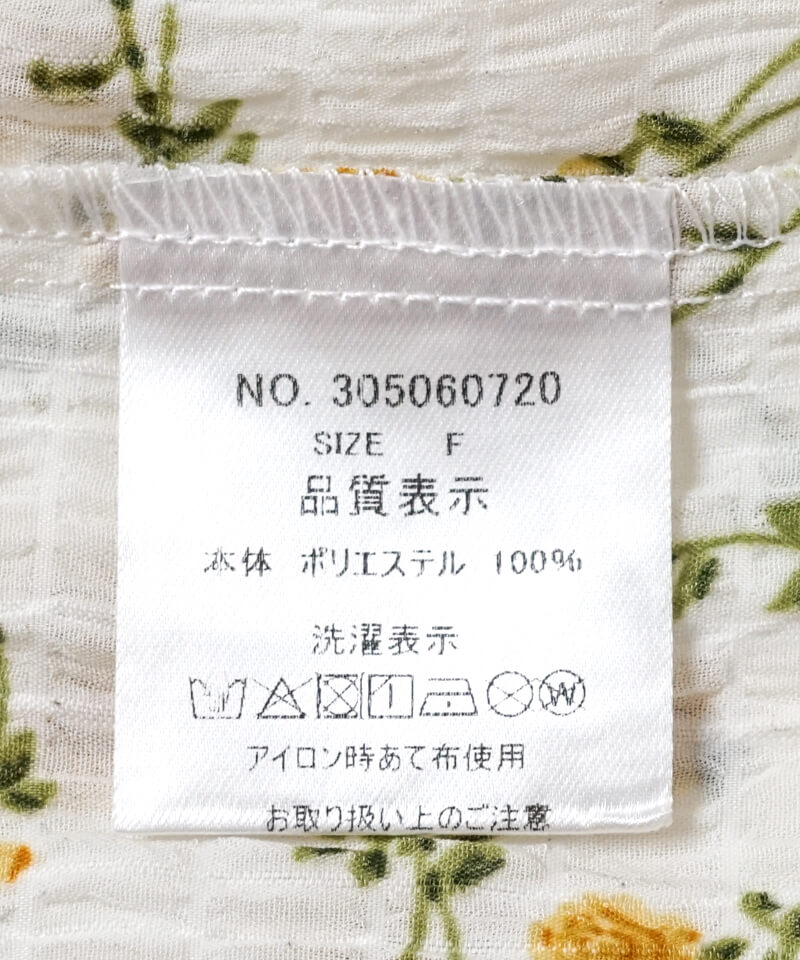 NO. 305060720
SIZE F
品質表示
本体 ポリエステル 100%
洗濯表示
W
アイロン時あて布使用
お取り扱い上のご注意